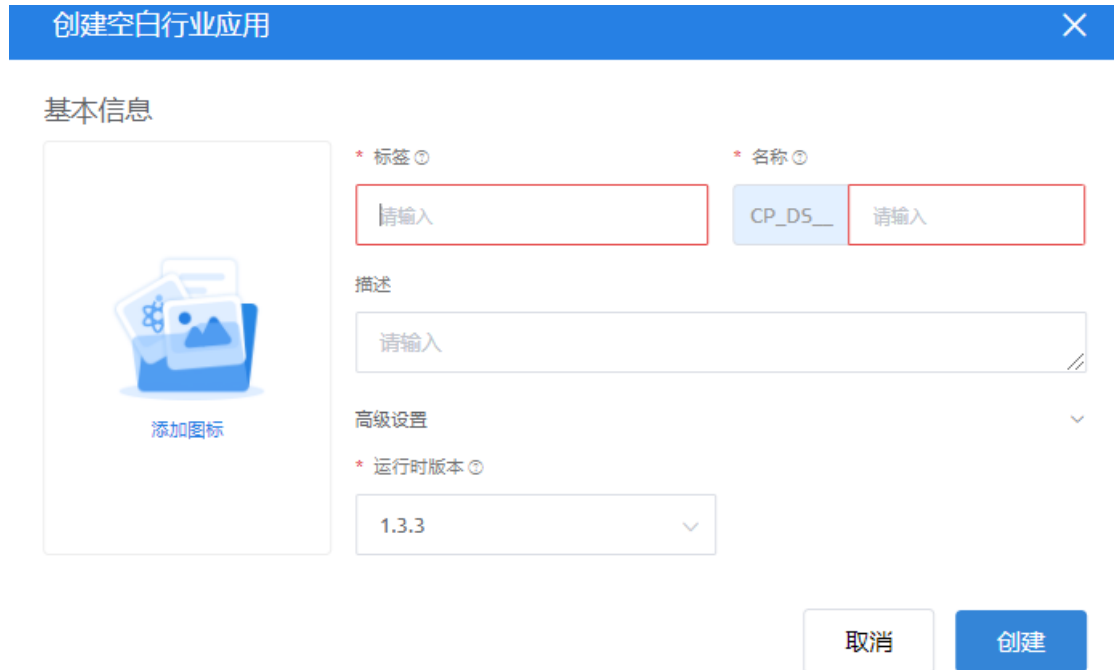 创建空白行业应用
基本信息
* 标签
* 名称
请输入
CP_DS__
请输入
描述
请输入
添加图标
高级设置
* 运行时版本
1.3.3
取消
创建